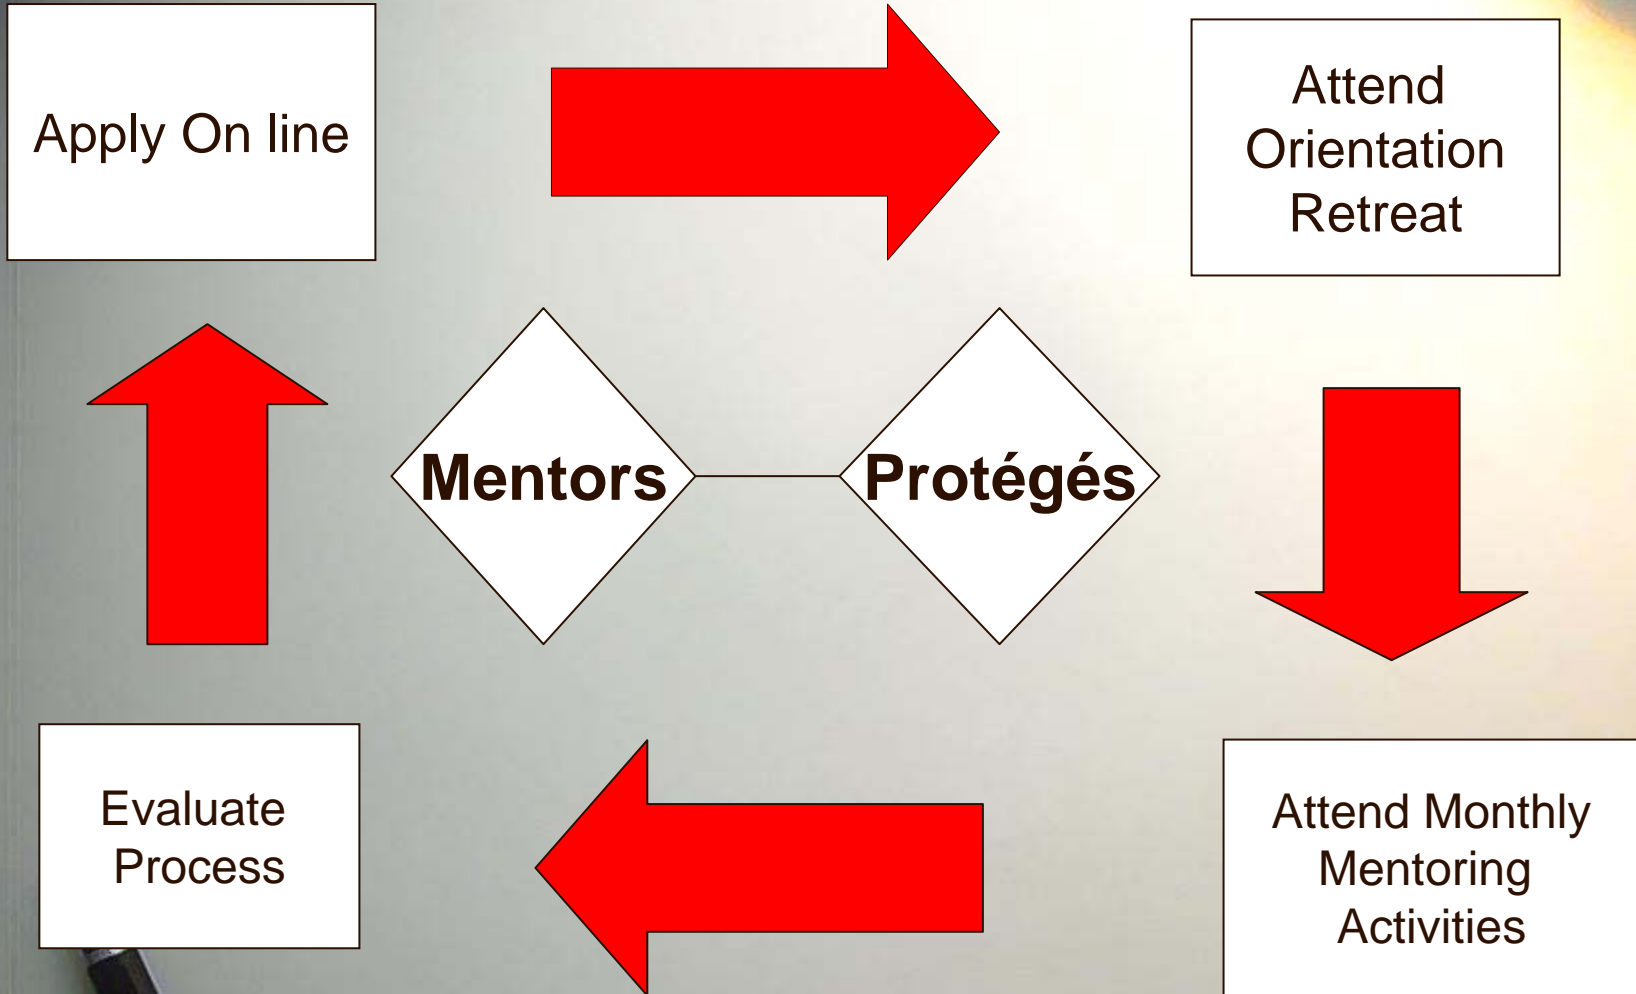 Apply On line
Attend
Orientation
Retreat
Mentors
Protégés
Evaluate
Process
Attend Monthly
Mentoring
Activities